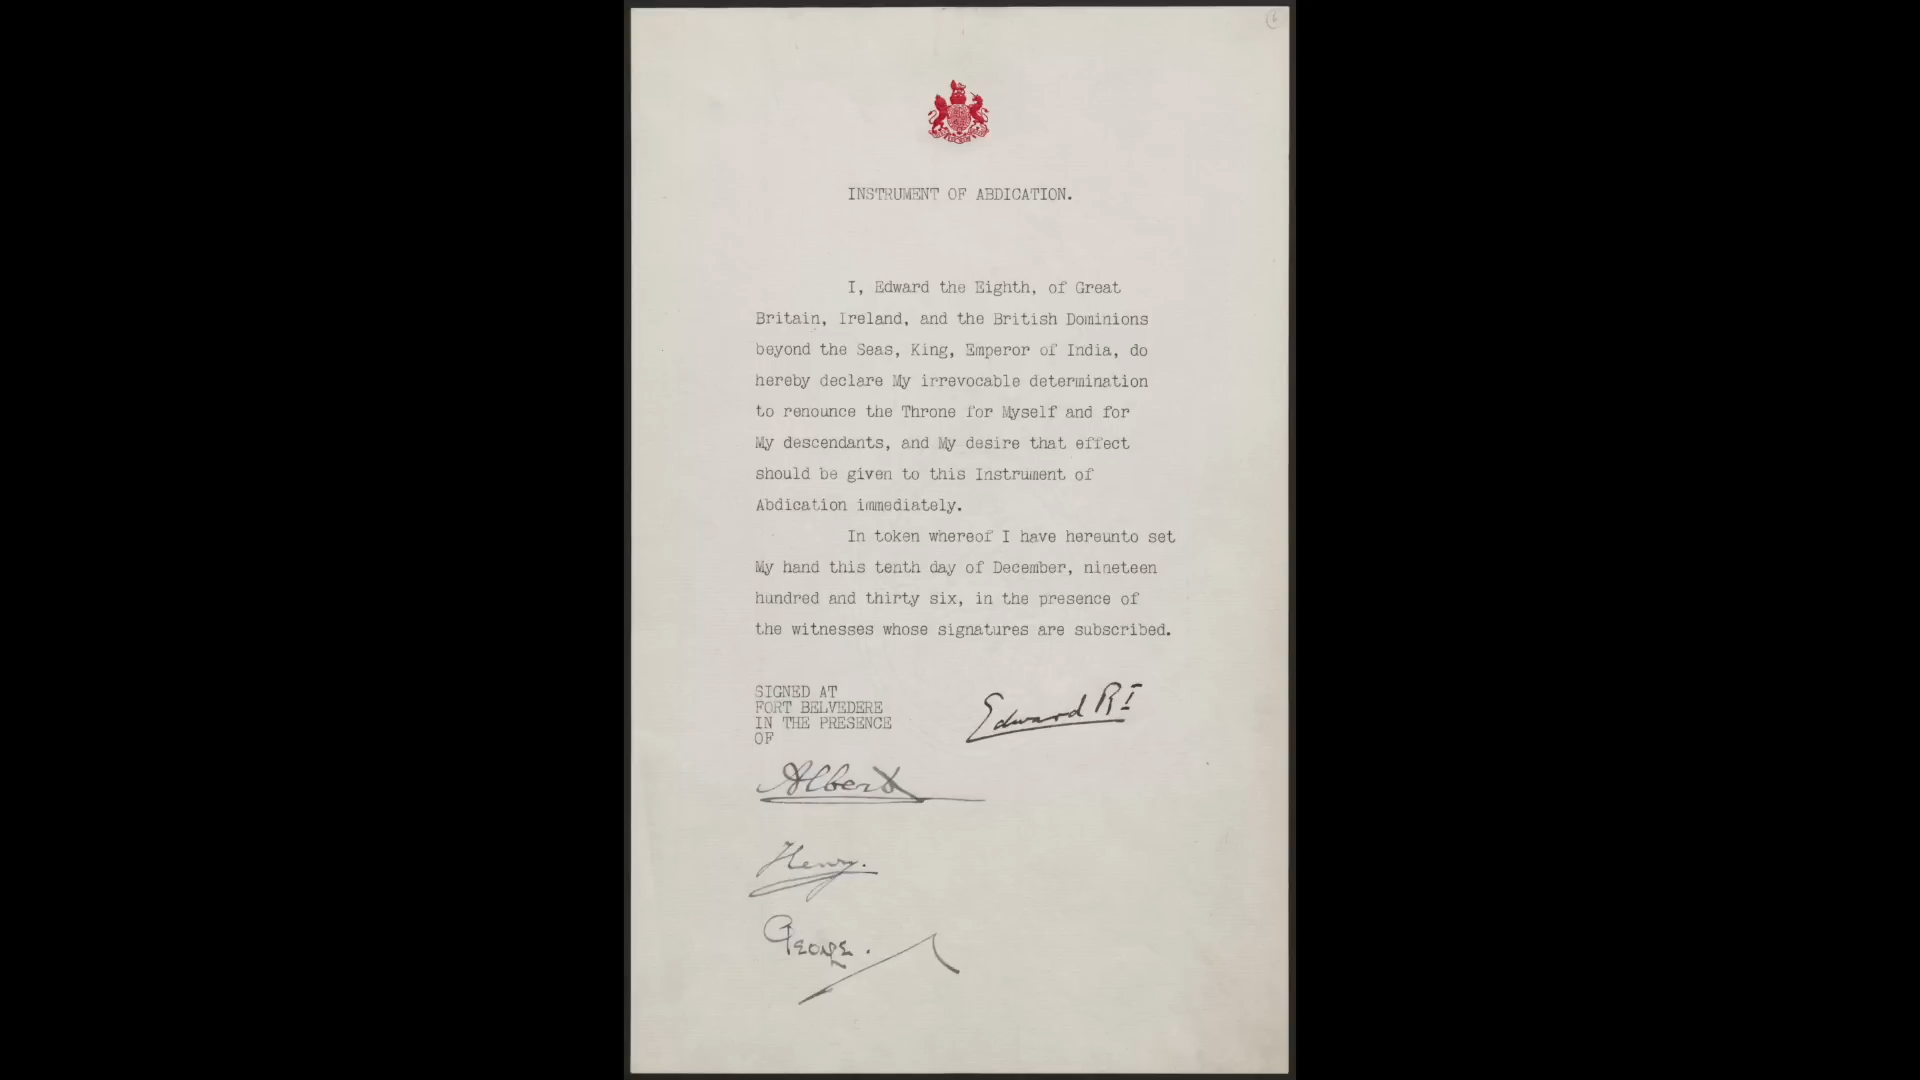 6
INSTRUMENT OF ABDICATION.
I, Edward the Eighth, of Great
Britain, Ireland, and the British Dominions
beyond the Seas, King, Emperor of India, do
hereby declare My irrevocable determination
to renounce the Throne for Myself and for
My descendants, and My desire that effect
should be given to this Instrument of
Abdication immediately.
In token whereof I have hereunto set
My hand this tenth day of December, nineteen
hundred and thirty six, in the presence of
the witnesses whose signatures are subscribed.
SIGNED AT
FORT BELVEDERE
IN THE PRESENCE
OF
Edward RI
Albert
Henry.
George.